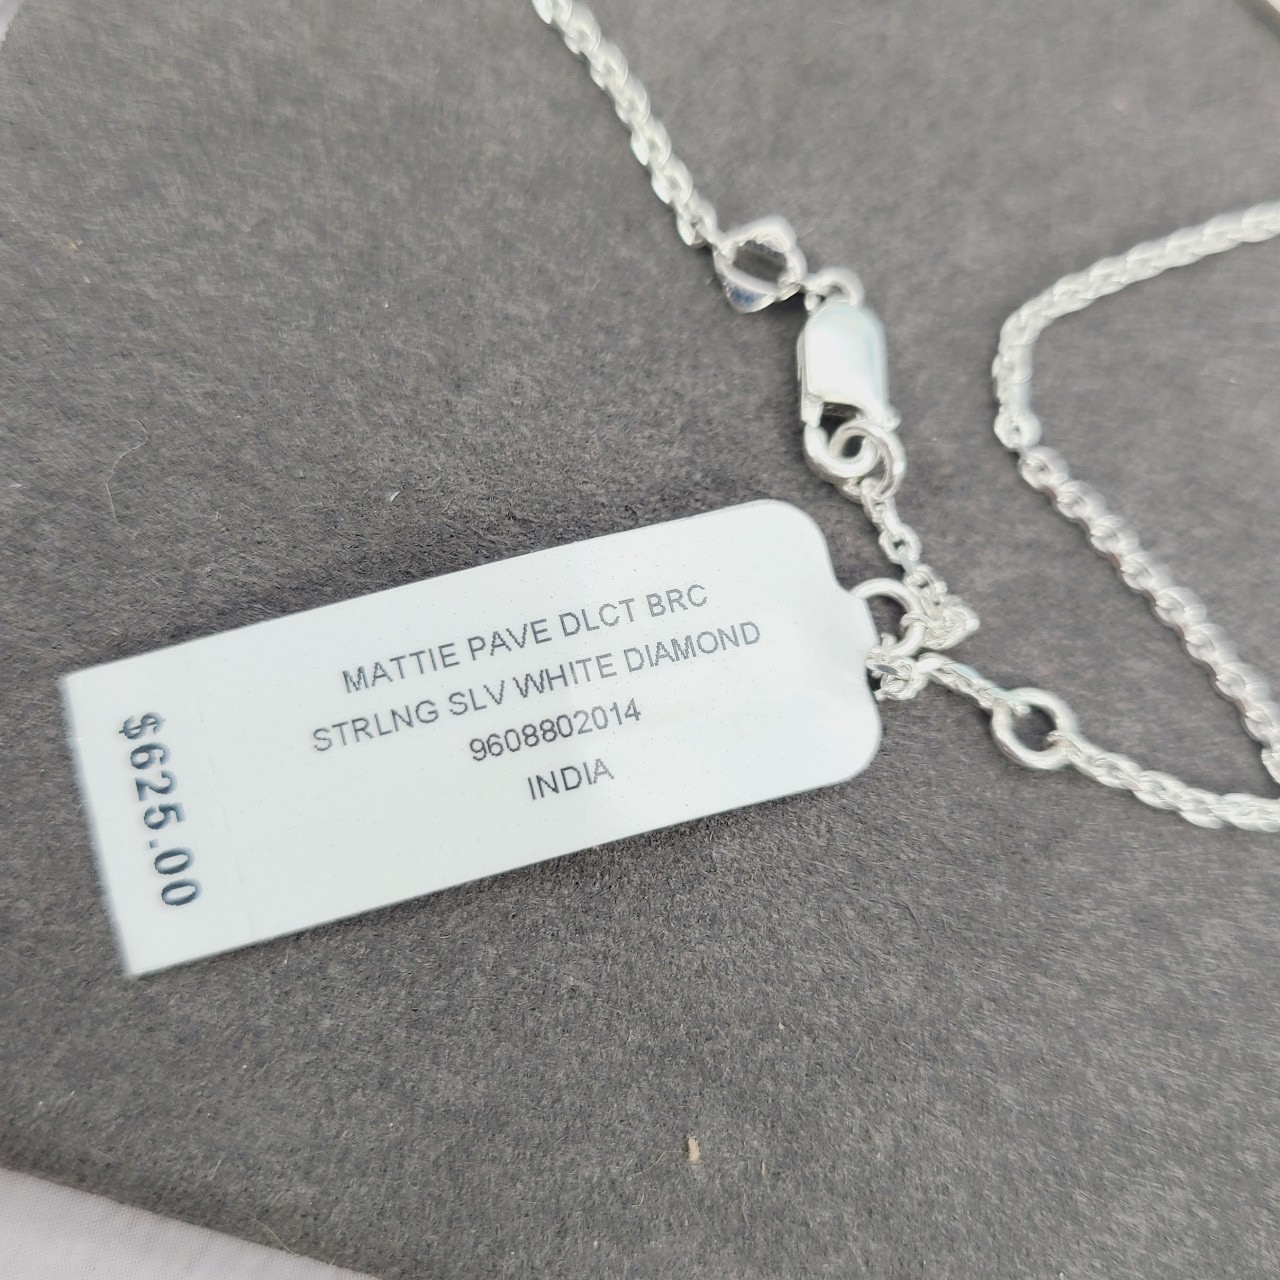 MATTIE PAVE DLCT BRC
STRLNG SLV WHITE DIAMOND
9608802014
INDIA
$625.00